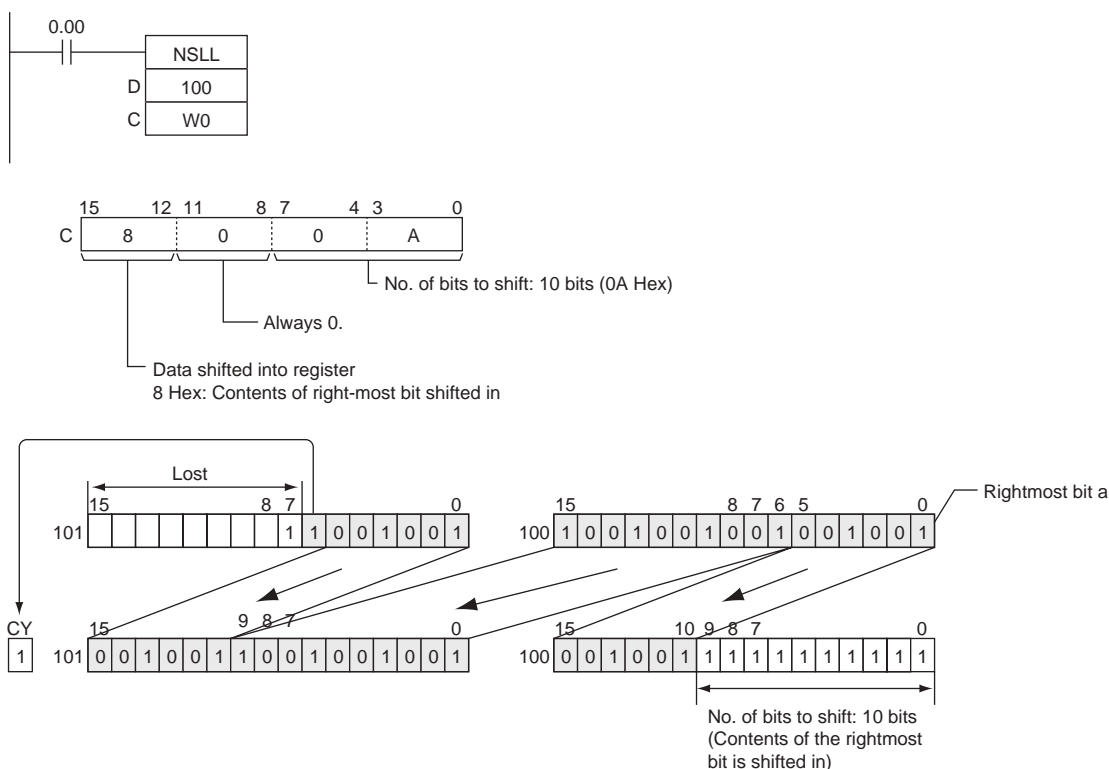 0.00
NSLL
D 100
C W0
15 12 11 8 7 4 3 0
C 8 0 0 A
No. of bits to shift: 10 bits (0A Hex)
Always 0.
Data shifted into register
8 Hex: Contents of right-most bit shifted in
Lost
15 8 7 0 15 8 7 6 5 0
Rightmost bit a
101 1 1 0 0 1 0 0 1 100 1 0 0 1 0 0 1 0 0 1 0 0 1 0 0 1
CY 15 9 8 7 0 15 10 9 8 7 0
1 101 0 0 1 0 0 1 1 0 0 1 0 0 1 0 0 1 100 0 0 1 0 0 1 1 1 1 1 1 1 1 1 1 1
No. of bits to shift: 10 bits
(Contents of the rightmost
bit is shifted in)